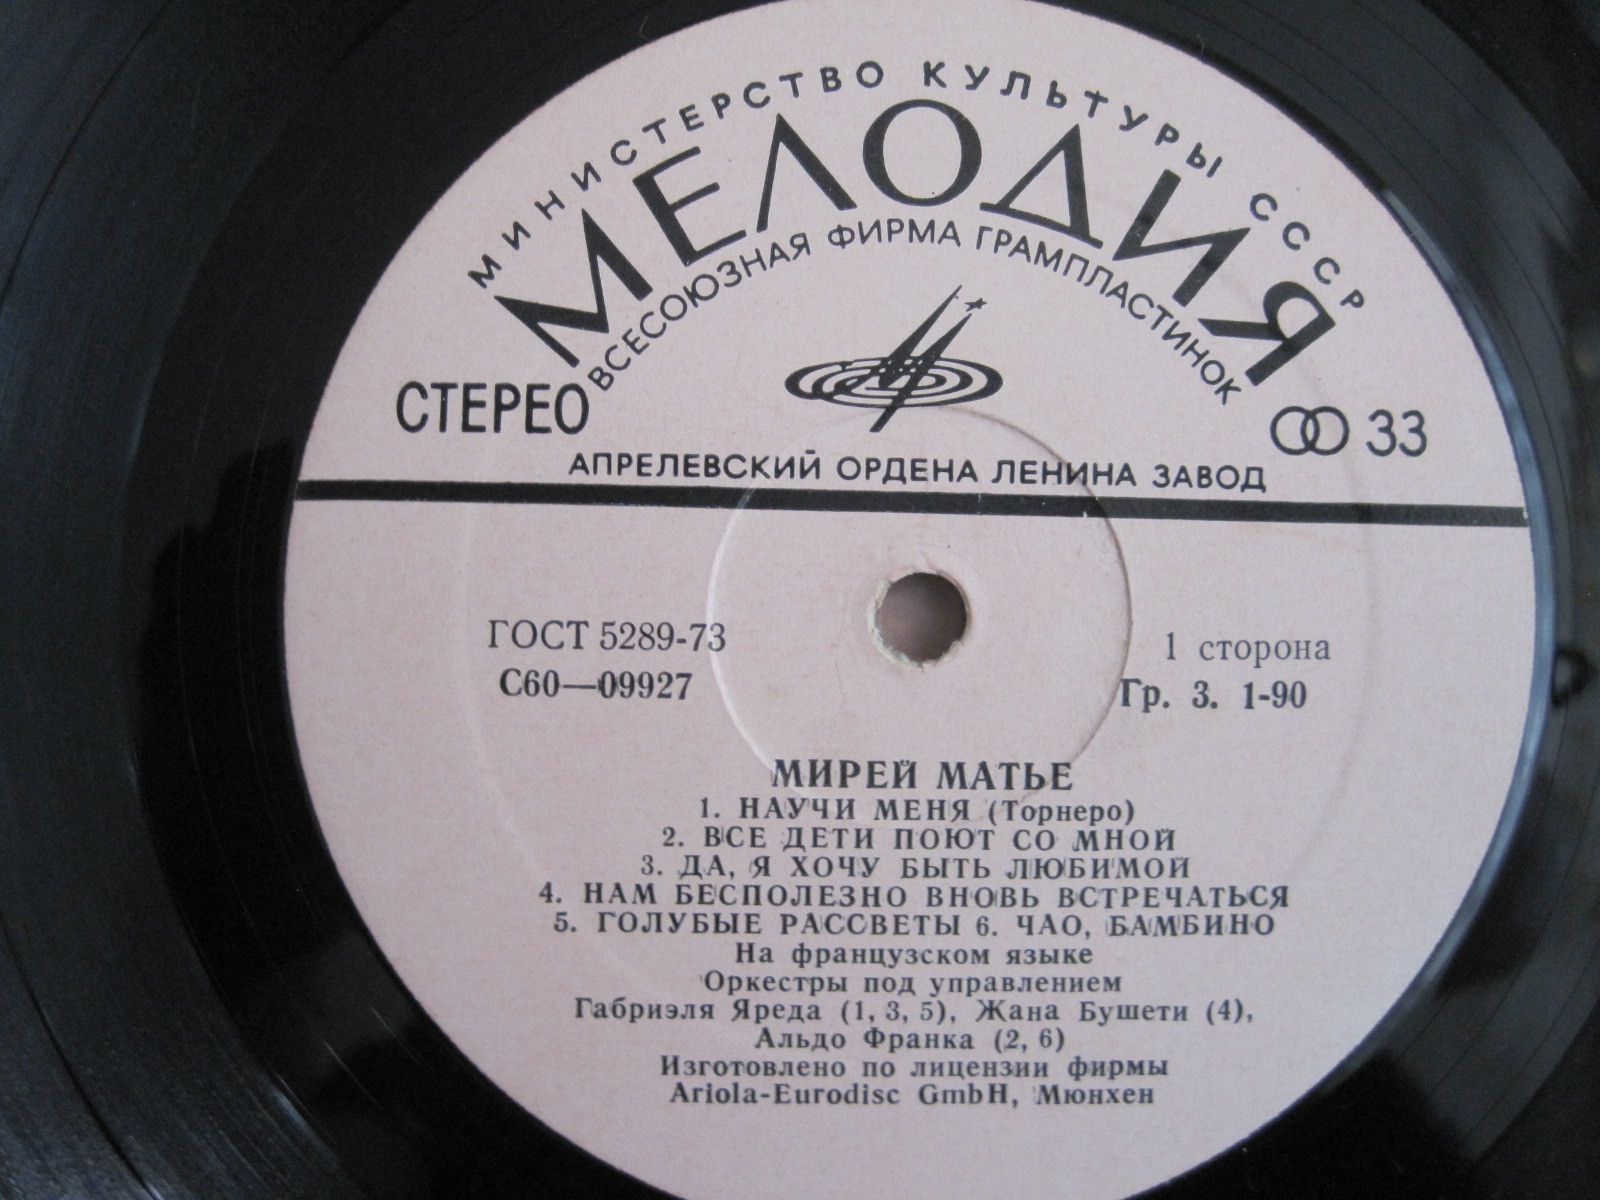 МИНИСТЕРСТВО КУЛЬТУРЫ СССР
МЕЛОДИЯ
ВСЕСОЮЗНАЯ ФИРМА ГРАМПЛАСТИНОК
СТЕРЕО
33
АПРЕЛЕВСКИЙ ОРДЕНА ЛЕНИНА ЗАВОД
ГОСТ 5289-73
1 сторона
С60—09927
Гр. 3. 1-90
МИРЕЙ МАТЬЕ
1. НАУЧИ МЕНЯ (Торнеро)
2. ВСЕ ДЕТИ ПОЮТ СО МНОЙ
3. ДА, Я ХОЧУ БЫТЬ ЛЮБИМОЙ
4. НАМ БЕСПОЛЕЗНО ВНОВЬ ВСТРЕЧАТЬСЯ
5. ГОЛУБЫЕ РАССВЕТЫ 6. ЧАО, БАМБИНО
На французском языке
Оркестры под управлением
Габриэля Яреда (1, 3, 5), Жана Бушети (4),
Альдо Франка (2, 6)
Изготовлено по лицензии фирмы
Ariola-Eurodisc GmbH, Мюнхен